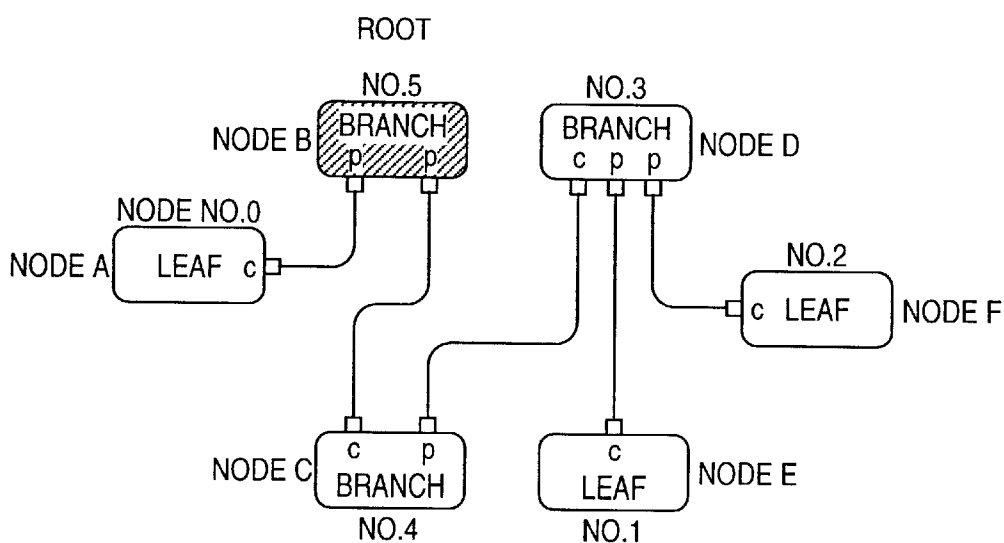 ROOT
NO.5
NO.3
NODE B
BRANCH
p p
BRANCH
c p p
NODE D
NODE NO.0
NODE A
LEAF c
NO.2
c LEAF
NODE F
NODE C
c p
BRANCH
NO.4
c
LEAF
NODE E
NO.1